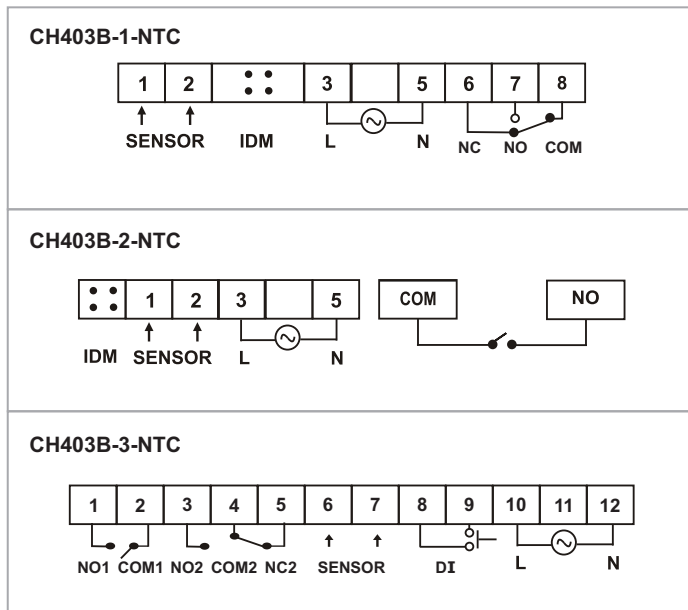 CH403B-1-NTC
1 2 3 5 6 7 8
SENSOR IDM L N NC NO COM
CH403B-2-NTC
1 2 3 5 COM NO
IDM SENSOR L N
CH403B-3-NTC
1 2 3 4 5 6 7 8 9 10 11 12
NO1 COM1 NO2 COM2 NC2 SENSOR DI L N